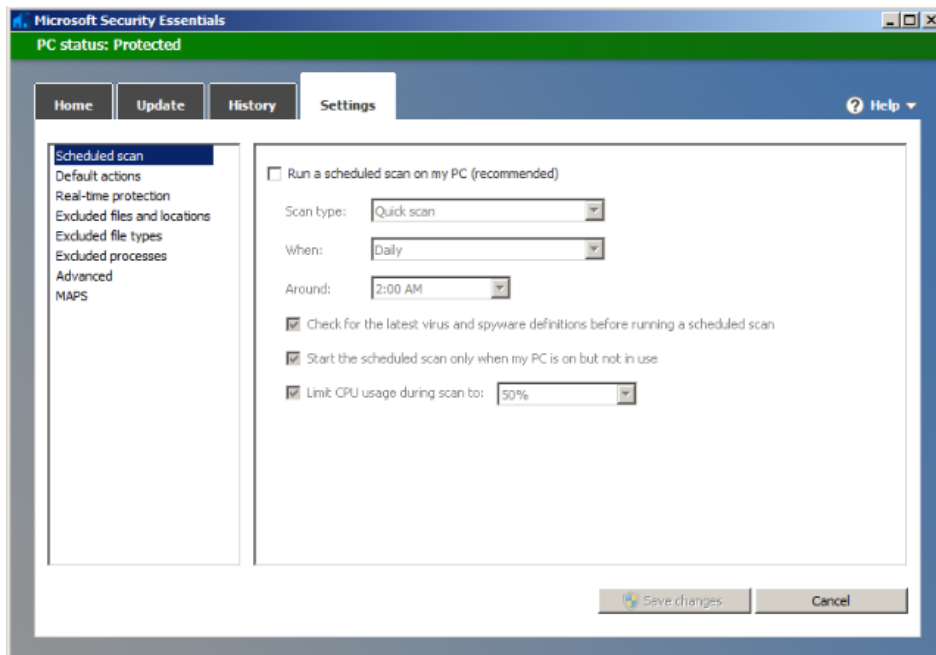 Microsoft Security Essentials
PC status: Protected
Home Update History Settings Help
Scheduled scan
Default actions
Real-time protection
Excluded files and locations
Excluded file types
Excluded processes
Advanced
MAPS
Run a scheduled scan on my PC (recommended)
Scan type: Quick scan
When: Daily
Around: 2:00 AM
Check for the latest virus and spyware definitions before running a scheduled scan
Start the scheduled scan only when my PC is on but not in use
Limit CPU usage during scan to: 50%
Save changes Cancel